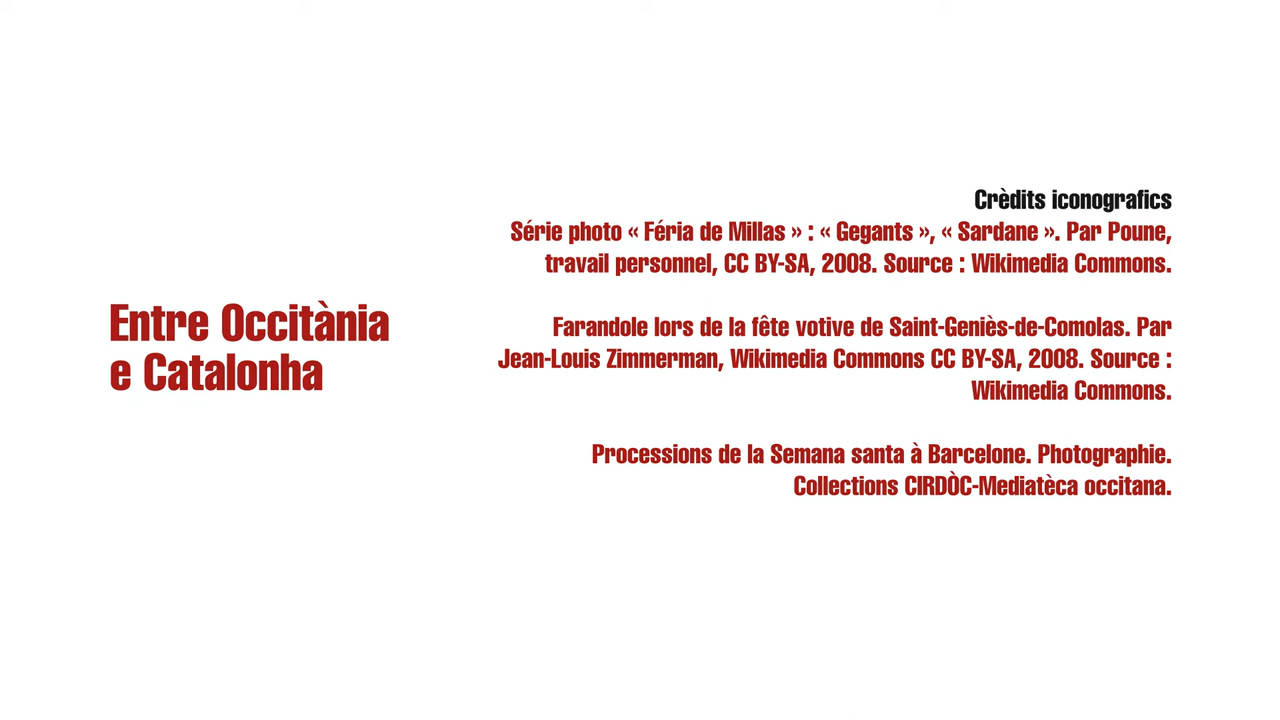 Entre Occitània
e Catalonha
Crèdits iconografics
Série photo « Féria de Millas » : « Gegants », « Sardane ». Par Poune,
travail personnel, CC BY-SA, 2008. Source : Wikimedia Commons.
Farandole lors de la fête votive de Saint-Geniès-de-Comolas. Par
Jean-Louis Zimmerman, Wikimedia Commons CC BY-SA, 2008. Source :
Wikimedia Commons.
Processions de la Semana santa à Barcelone. Photographie.
Collections CIRDÒC-Mediatèca occitana.